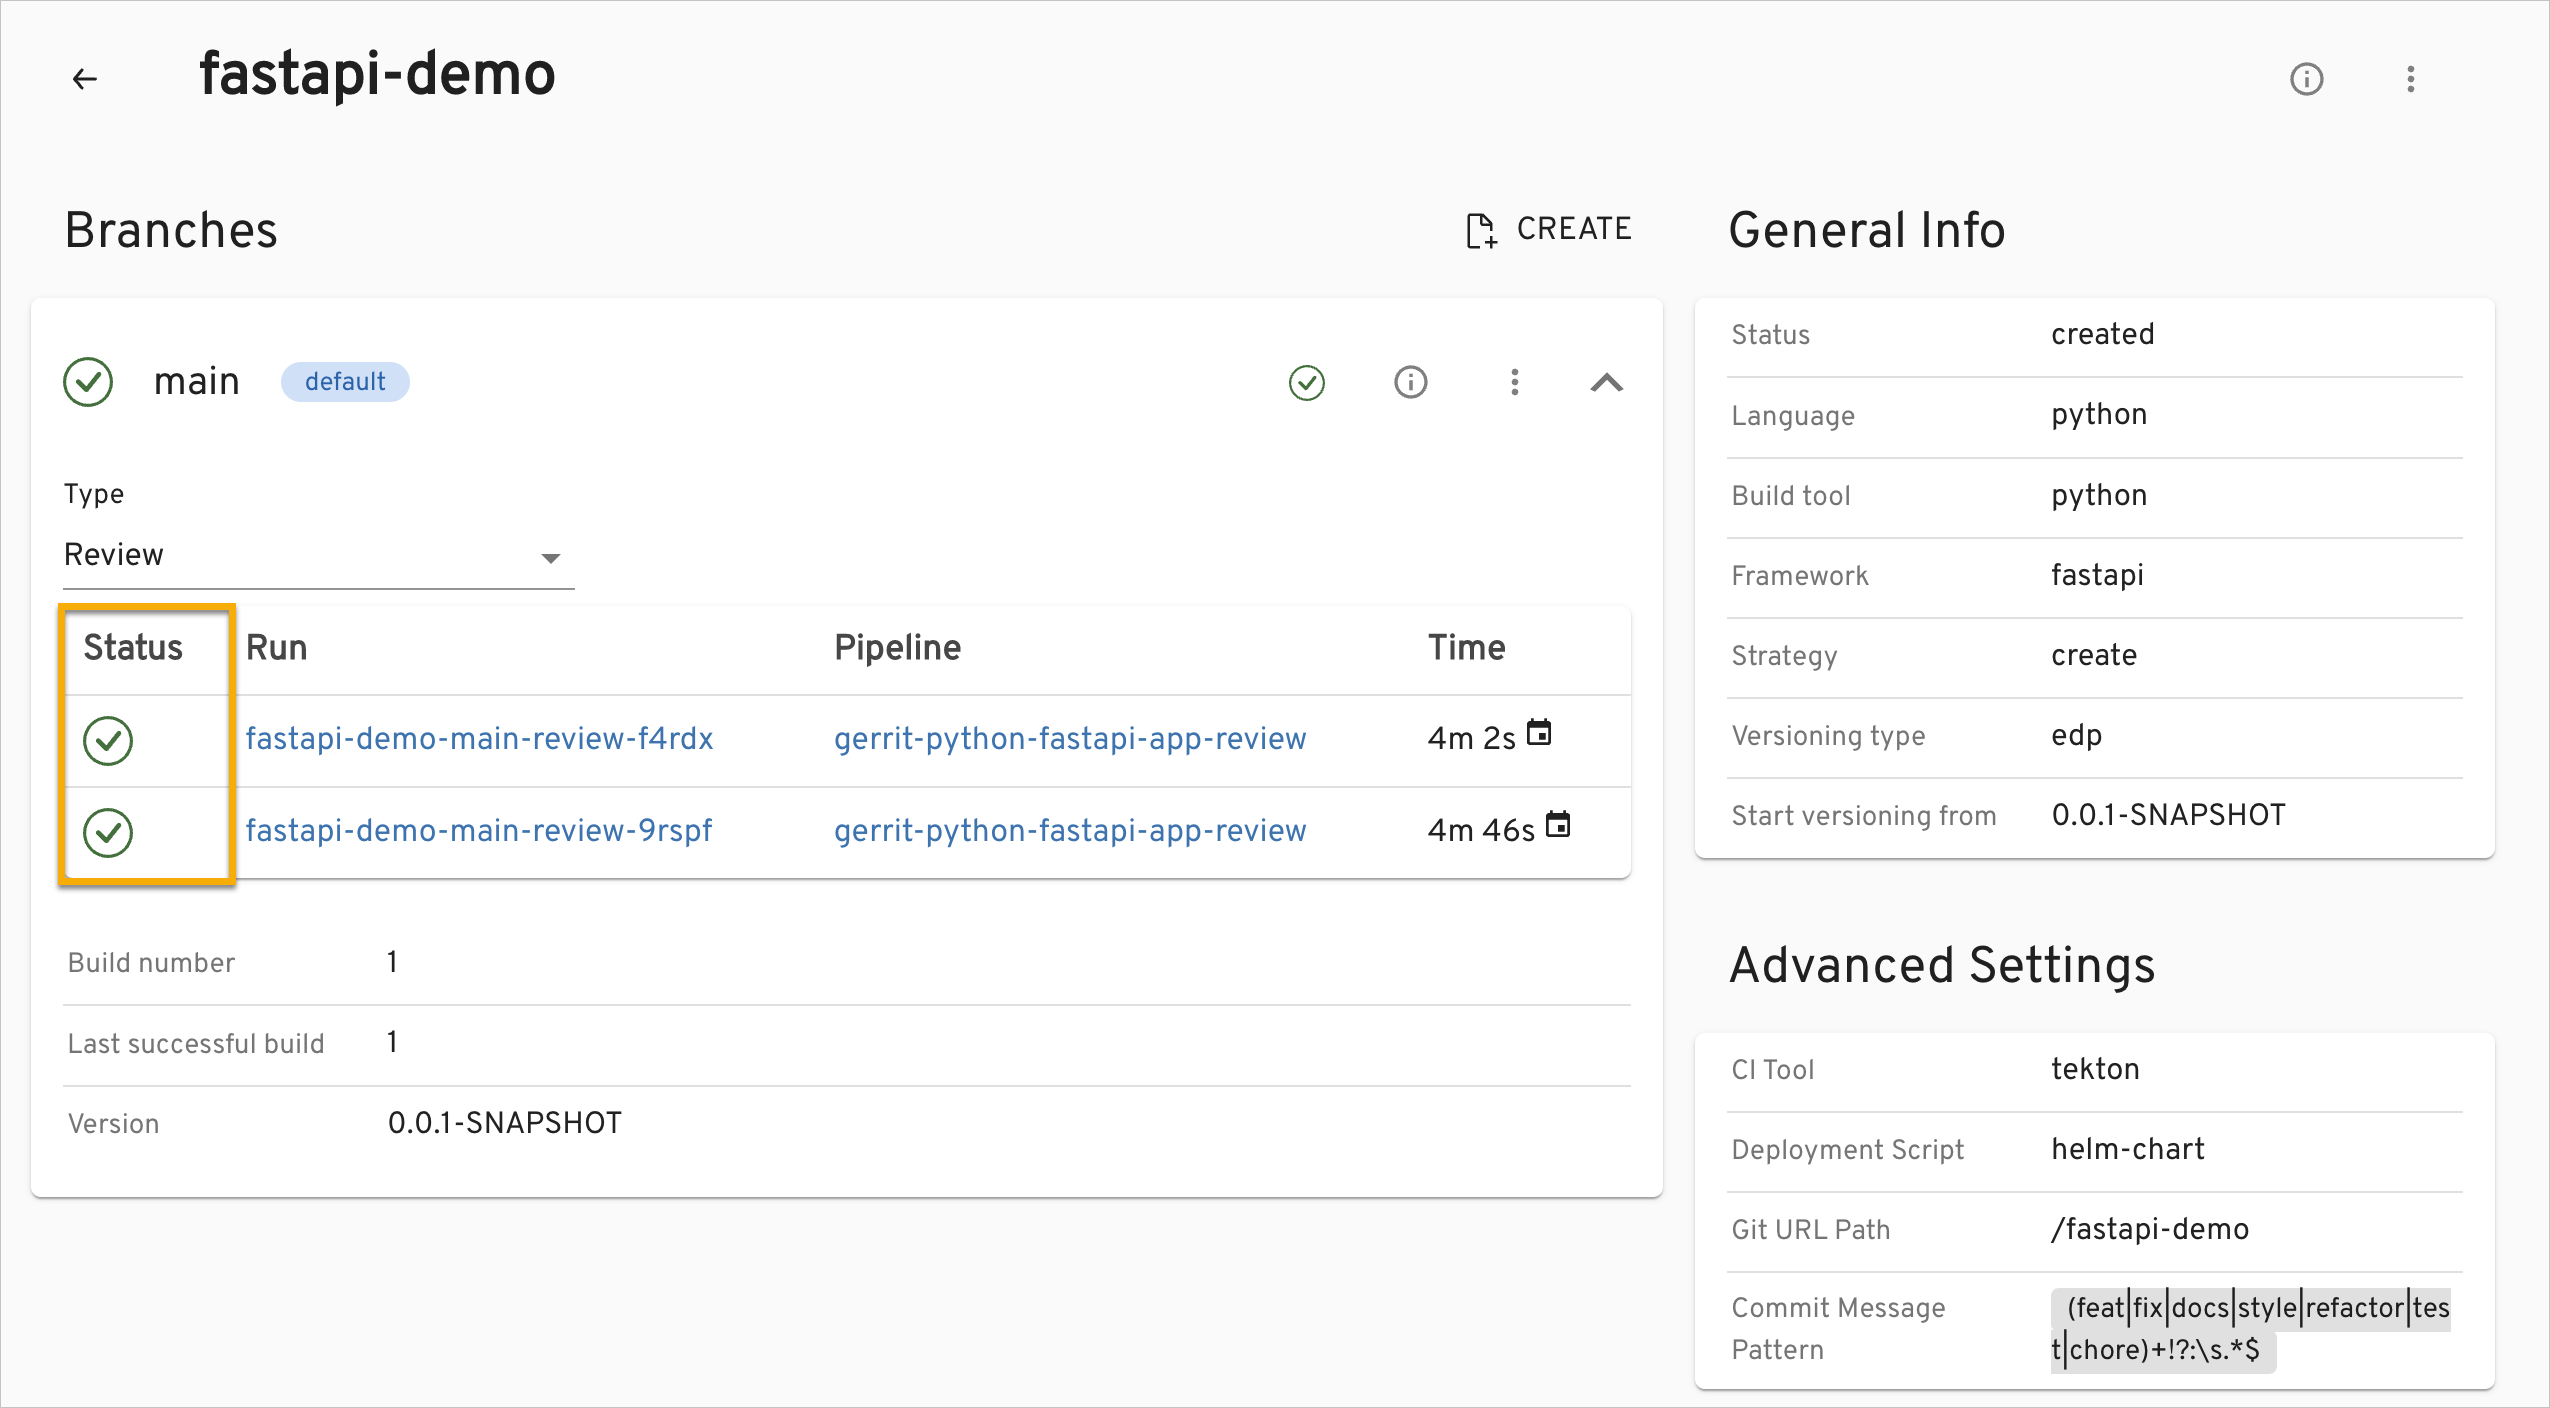 fastapi-demo
Branches
CREATE
main default
Type
Review
Status Run Pipeline Time
fastapi-demo-main-review-f4rdx gerrit-python-fastapi-app-review 4m 2s
fastapi-demo-main-review-9rspf gerrit-python-fastapi-app-review 4m 46s
Build number 1
Last successful build 1
Version 0.0.1-SNAPSHOT
General Info
Status created
Language python
Build tool python
Framework fastapi
Strategy create
Versioning type edp
Start versioning from 0.0.1-SNAPSHOT
Advanced Settings
CI Tool tekton
Deployment Script helm-chart
Git URL Path /fastapi-demo
Commit Message (feat|fix|docs|style|refactor|tes
Pattern t|chore)+!?:\s.*$